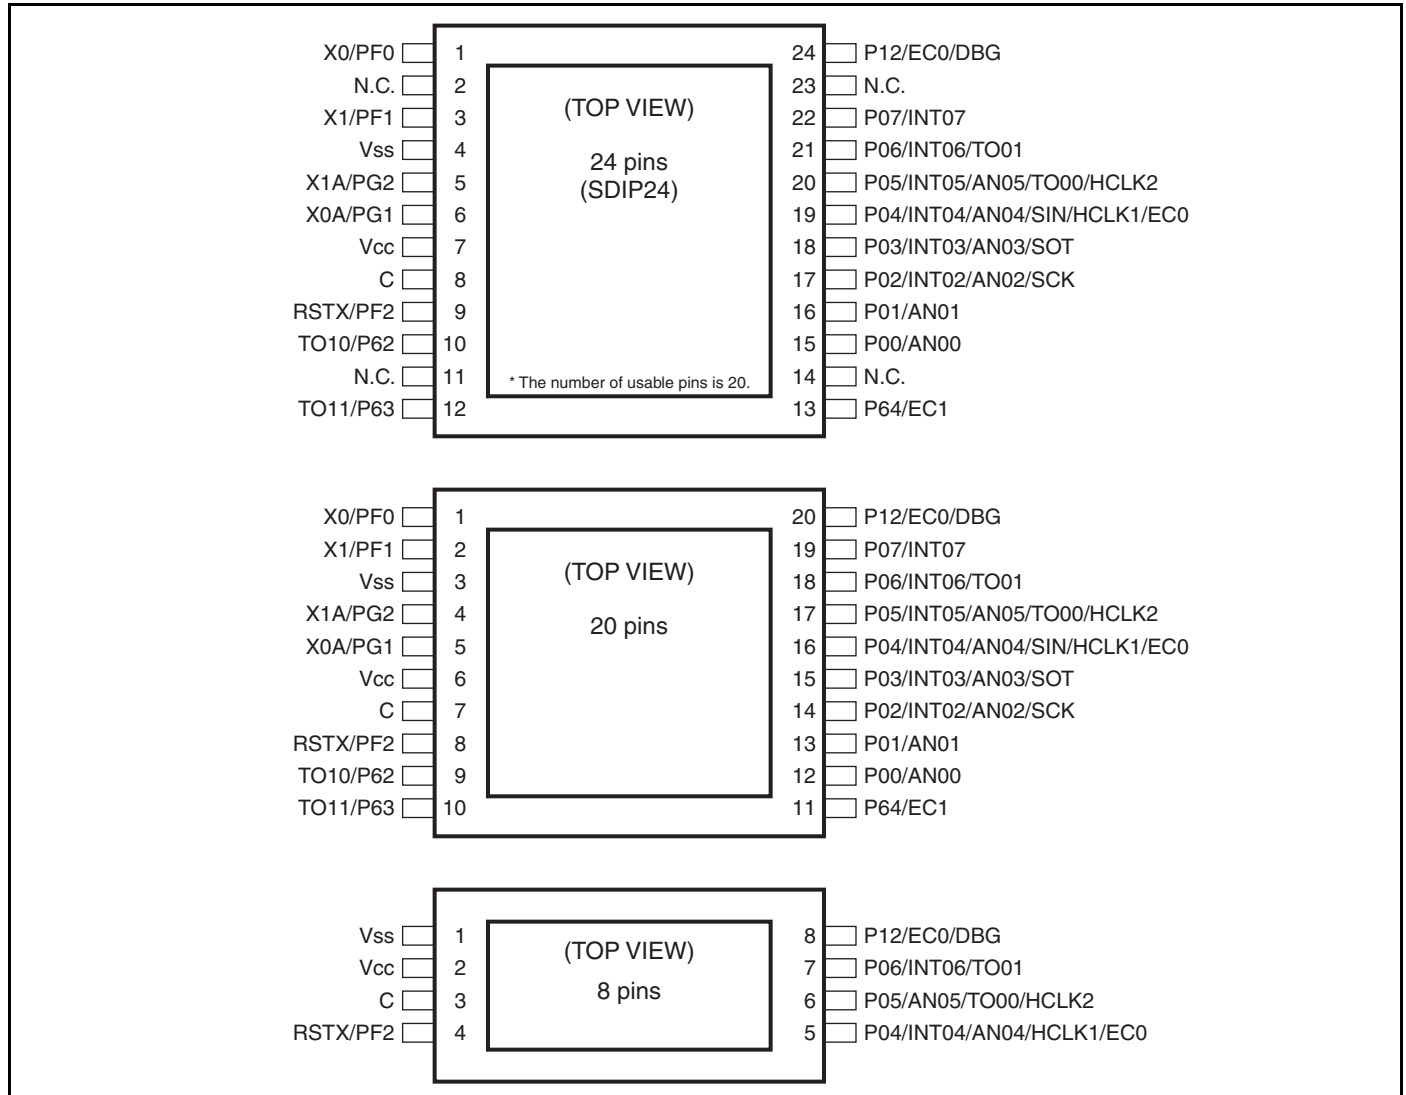 X0/PF0 1 24 P12/EC0/DBG
N.C. 2 23 N.C.
X1/PF1 3 (TOP VIEW) 22 P07/INT07
Vss 4 24 pins 21 P06/INT06/TO01
X1A/PG2 5 (SDIP24) 20 P05/INT05/AN05/TO00/HCLK2
X0A/PG1 6 19 P04/INT04/AN04/SIN/HCLK1/EC0
Vcc 7 18 P03/INT03/AN03/SOT
C 8 17 P02/INT02/AN02/SCK
RSTX/PF2 9 16 P01/AN01
TO10/P62 10 15 P00/AN00
N.C. 11 * The number of usable pins is 20. 14 N.C.
TO11/P63 12 13 P64/EC1
X0/PF0 1 20 P12/EC0/DBG
X1/PF1 2 19 P07/INT07
Vss 3 (TOP VIEW) 18 P06/INT06/TO01
X1A/PG2 4 17 P05/INT05/AN05/TO00/HCLK2
X0A/PG1 5 20 pins 16 P04/INT04/AN04/SIN/HCLK1/EC0
Vcc 6 15 P03/INT03/AN03/SOT
C 7 14 P02/INT02/AN02/SCK
RSTX/PF2 8 13 P01/AN01
TO10/P62 9 12 P00/AN00
TO11/P63 10 11 P64/EC1
Vss 1 (TOP VIEW) 8 P12/EC0/DBG
Vcc 2 7 P06/INT06/TO01
C 3 8 pins 6 P05/AN05/TO00/HCLK2
RSTX/PF2 4 5 P04/INT04/AN04/HCLK1/EC0